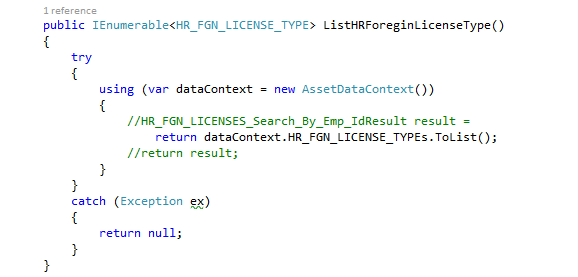 1 reference
public IEnumerable<HR_FGN_LICENSE_TYPE> ListHRForeginLicenseType()
{
try
{
using (var dataContext = new AssetDataContext())
{
//HR_FGN_LICENSES_Search_By_Emp_IdResult result =
return dataContext.HR_FGN_LICENSE_TYPEs.ToList();
//return result;
}
}
catch (Exception ex)
{
return null;
}
}